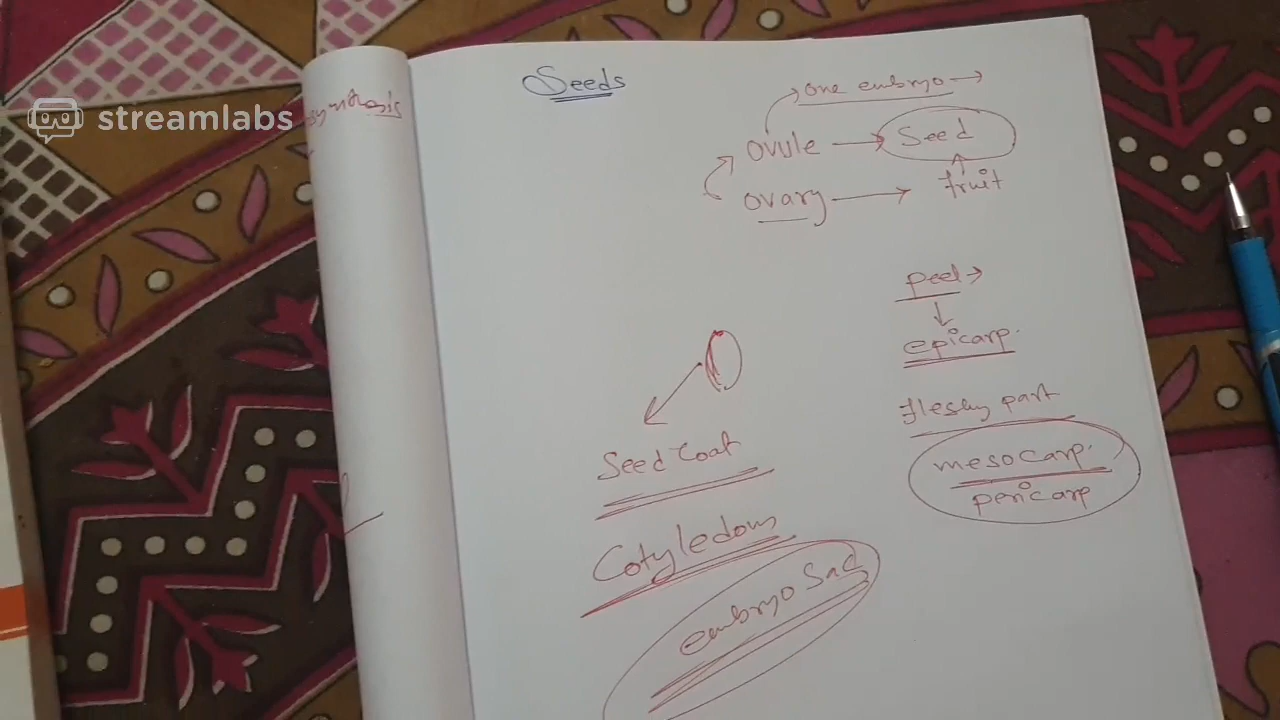 streamlabs
Seeds
one embryo →
ovule → Seed
ovary → fruit
peel →
epicarp.
fleshy part
mesocarp.
pericarp
Seed Coat
Cotyledons
embryo Sac